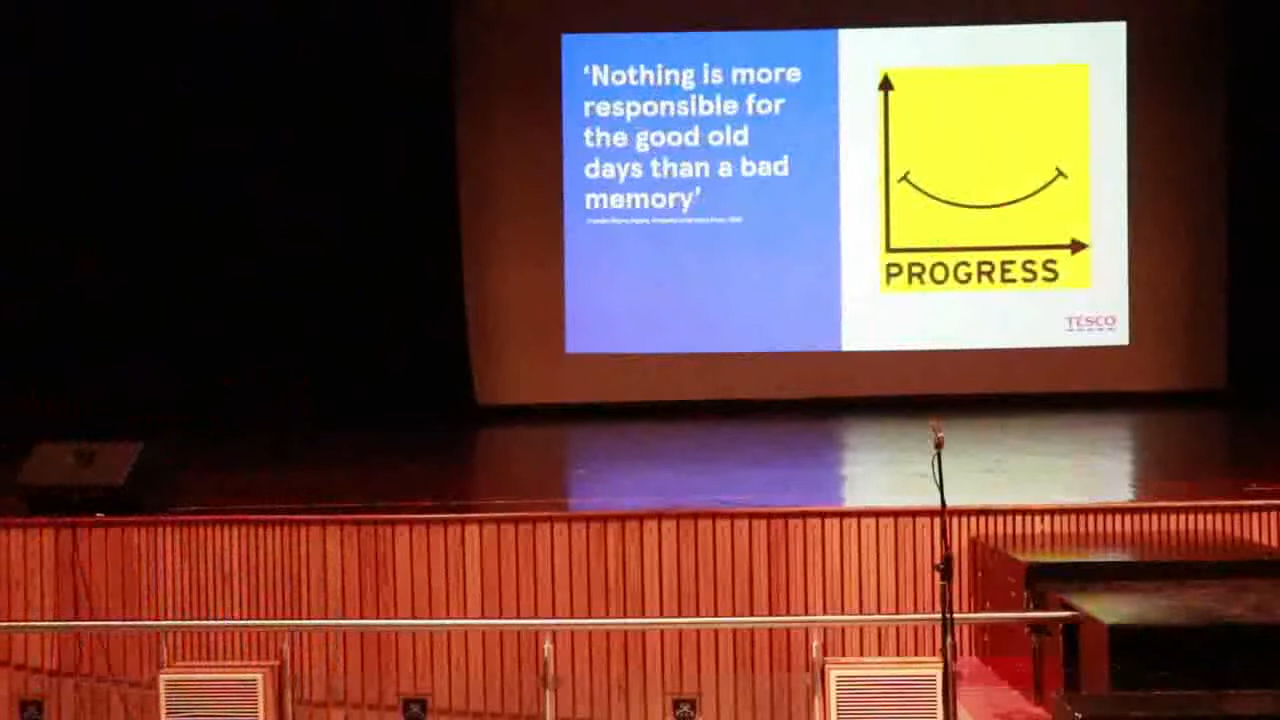 ‘Nothing is more
responsible for
the good old
days than a bad
memory’
PROGRESS
TESCO